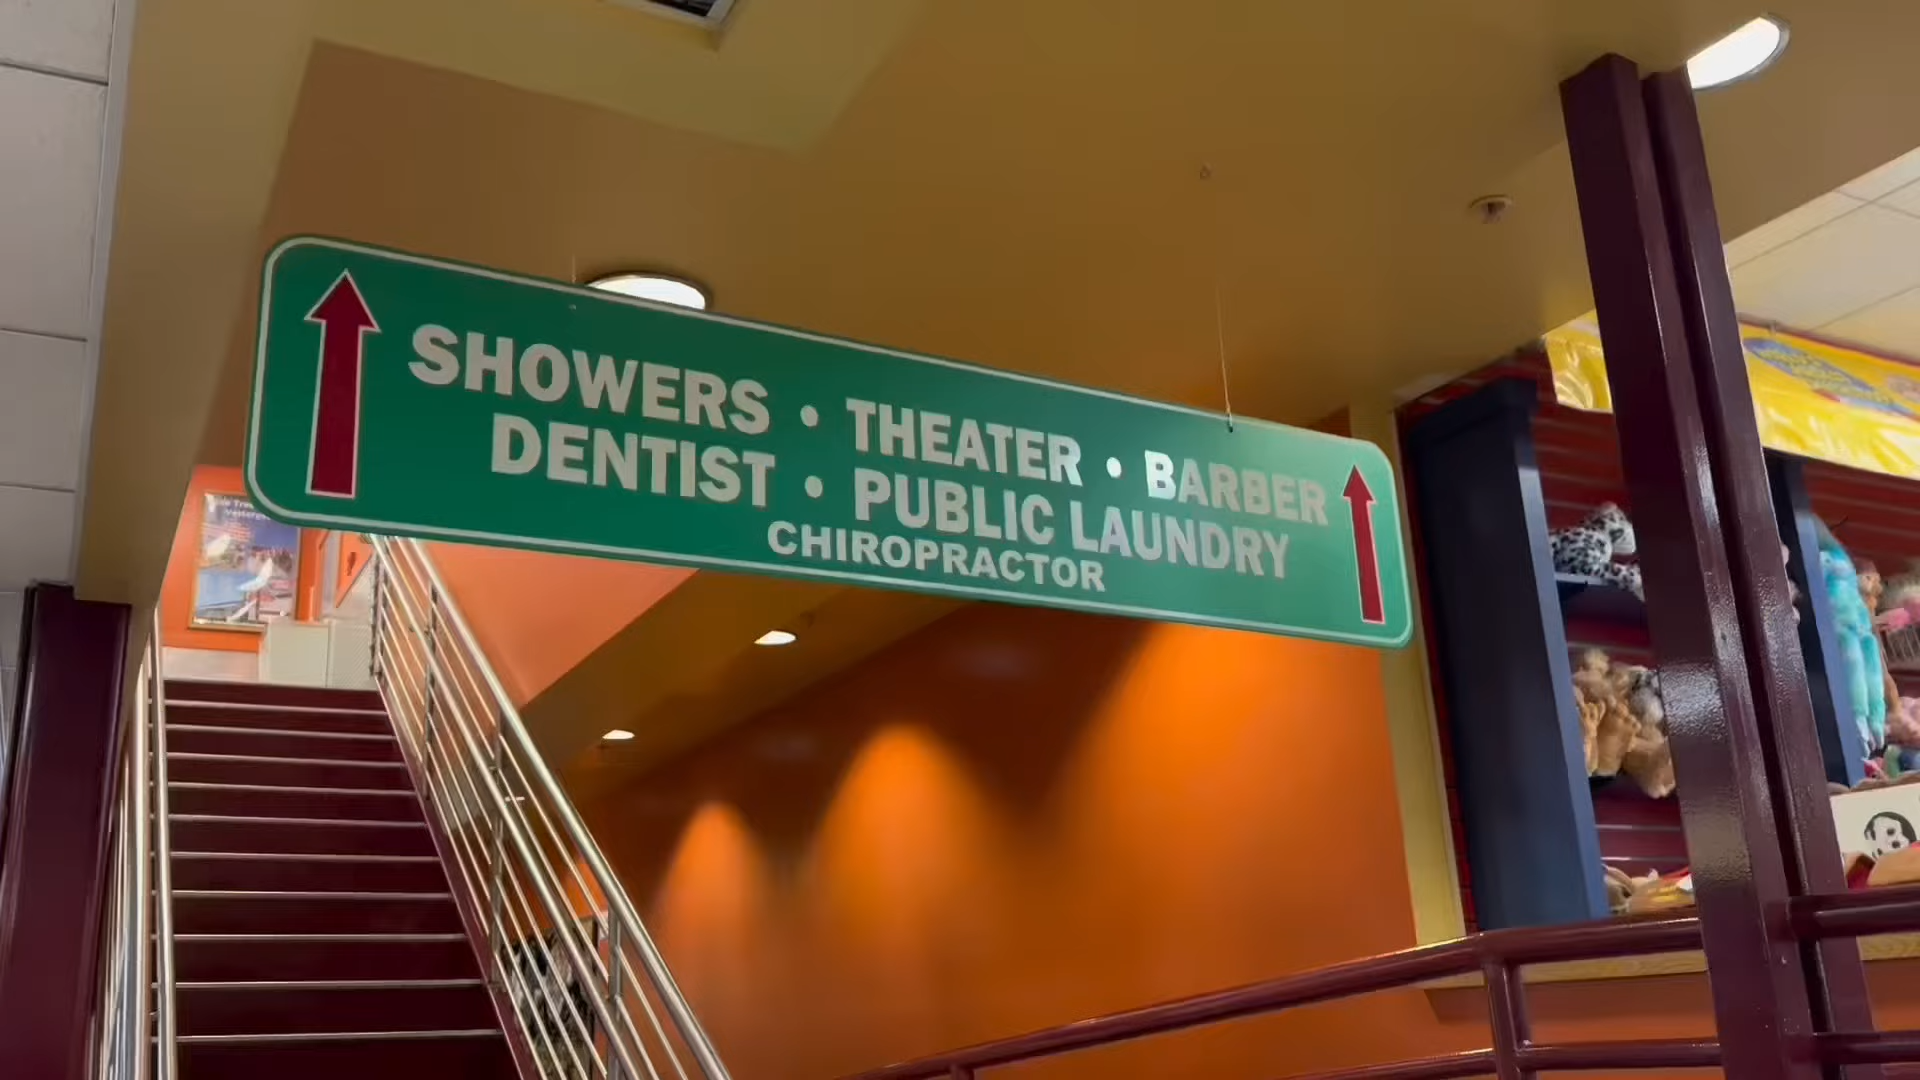 SHOWERS • THEATER • BARBER
DENTIST • PUBLIC LAUNDRY
CHIROPRACTOR